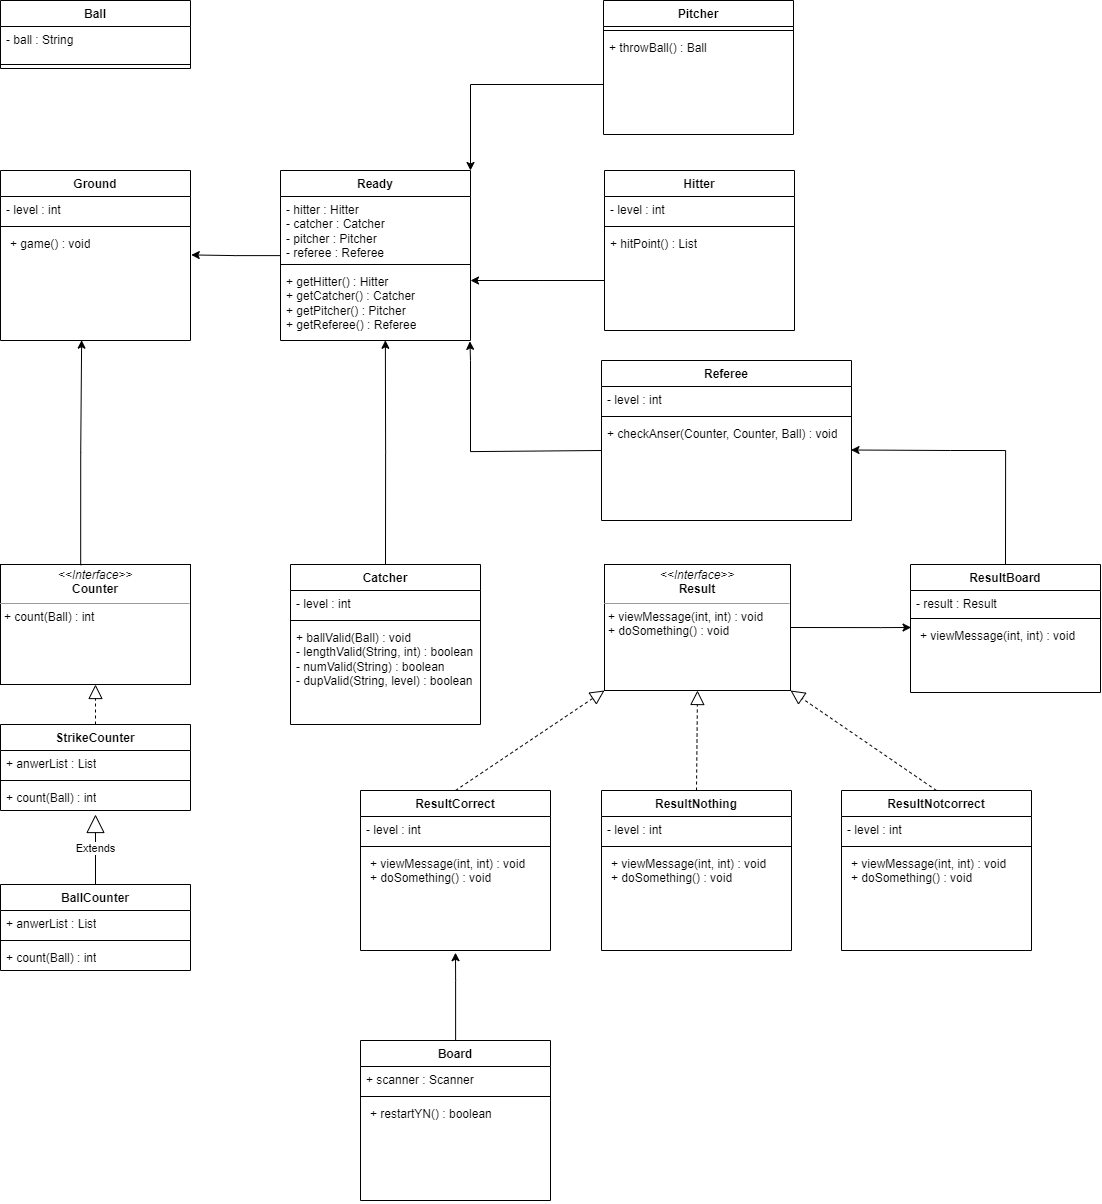 Ball
- ball : String
Pitcher
+ throwBall() : Ball
Ground
- level : int
+ game() : void
Ready
- hitter : Hitter
- catcher : Catcher
- pitcher : Pitcher
- referee : Referee
+ getHitter() : Hitter
+ getCatcher() : Catcher
+ getPitcher() : Pitcher
+ getReferee() : Referee
Hitter
- level : int
+ hitPoint() : List
Referee
- level : int
+ checkAnser(Counter, Counter, Ball) : void
<<Interface>>
Counter
+ count(Ball) : int
Catcher
- level : int
+ ballValid(Ball) : void
- lengthValid(String, int) : boolean
- numValid(String) : boolean
- dupValid(String, level) : boolean
<<Interface>>
Result
+ viewMessage(int, int) : void
+ doSomething() : void
ResultBoard
- result : Result
+ viewMessage(int, int) : void
StrikeCounter
+ anwerList : List
+ count(Ball) : int
Extends
BallCounter
+ anwerList : List
+ count(Ball) : int
ResultCorrect
- level : int
+ viewMessage(int, int) : void
+ doSomething() : void
ResultNothing
- level : int
+ viewMessage(int, int) : void
+ doSomething() : void
ResultNotcorrect
- level : int
+ viewMessage(int, int) : void
+ doSomething() : void
Board
+ scanner : Scanner
+ restartYN() : boolean